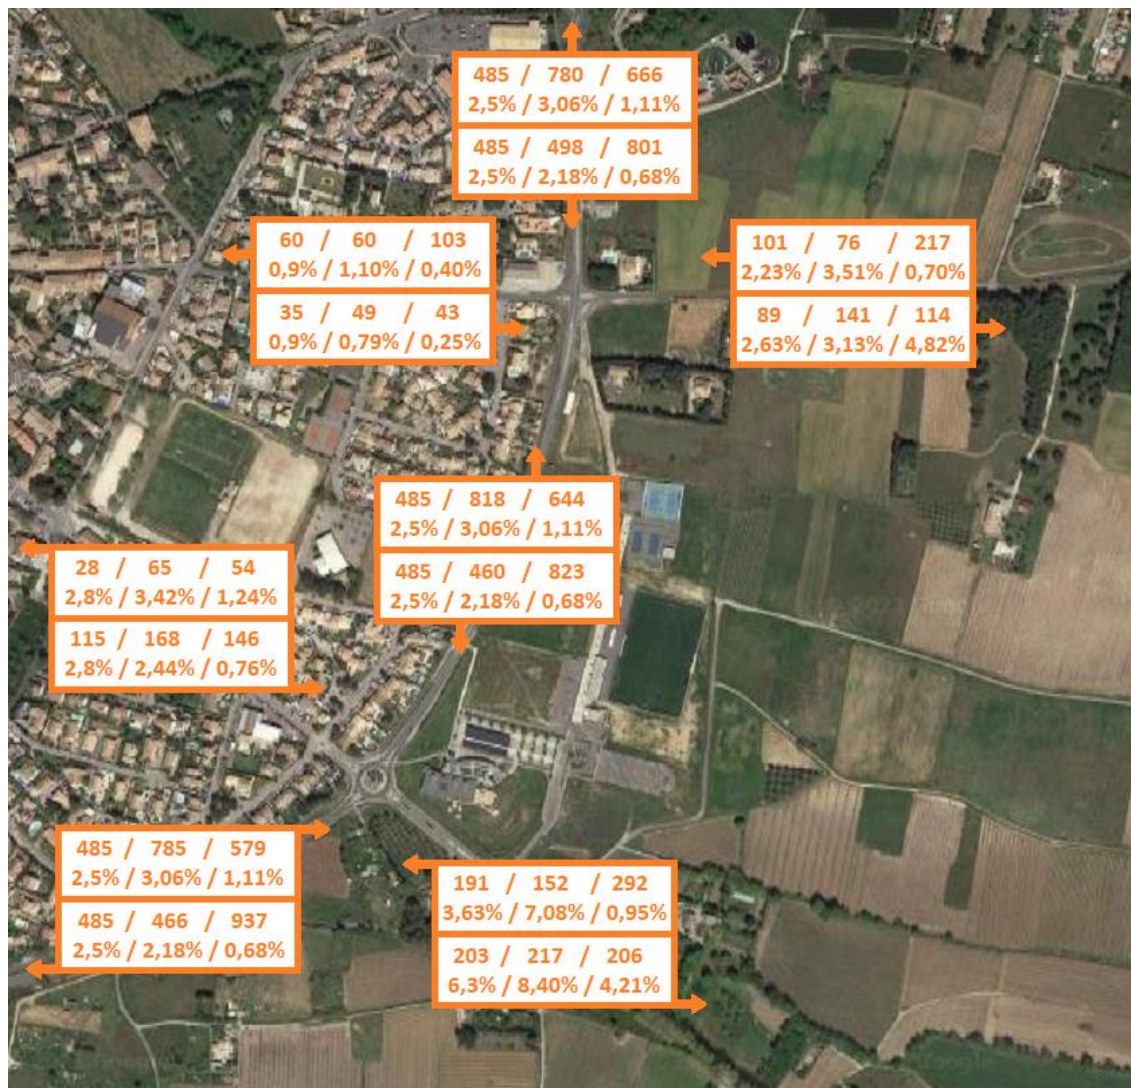 485 / 780 / 666
2,5% / 3,06% / 1,11%
485 / 498 / 801
2,5% / 2,18% / 0,68%
60 / 60 / 103
0,9% / 1,10% / 0,40%
35 / 49 / 43
0,9% / 0,79% / 0,25%
101 / 76 / 217
2,23% / 3,51% / 0,70%
89 / 141 / 114
2,63% / 3,13% / 4,82%
485 / 818 / 644
2,5% / 3,06% / 1,11%
485 / 460 / 823
2,5% / 2,18% / 0,68%
28 / 65 / 54
2,8% / 3,42% / 1,24%
115 / 168 / 146
2,8% / 2,44% / 0,76%
485 / 785 / 579
2,5% / 3,06% / 1,11%
485 / 466 / 937
2,5% / 2,18% / 0,68%
191 / 152 / 292
3,63% / 7,08% / 0,95%
203 / 217 / 206
6,3% / 8,40% / 4,21%